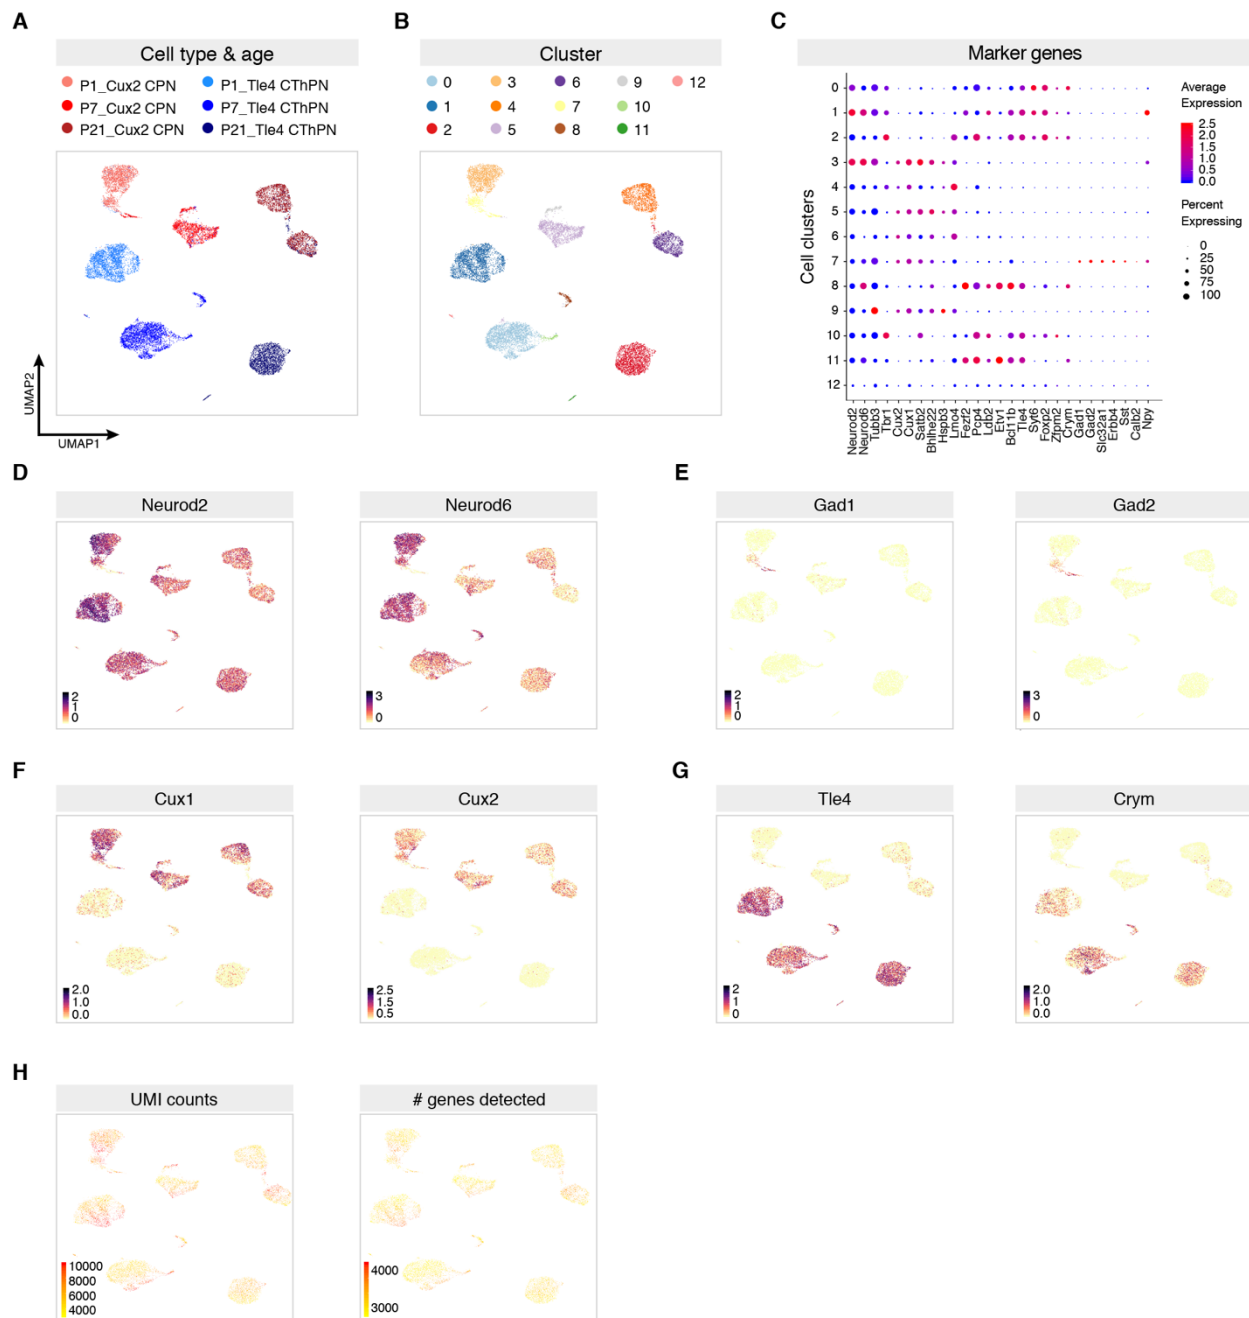 A
B
C
Cell type & age
Cluster
Marker genes
P1_Cux2 CPN
P1_Tle4 CThPN
P7_Cux2 CPN
P7_Tle4 CThPN
P21_Cux2 CPN
P21_Tle4 CThPN
0 3 6 9 12
1 4 7 10
2 5 8 11
UMAP2
UMAP1
Cell clusters
0
1
2
3
4
5
6
7
8
9
10
11
12
Neurod2
Neurod6
Tubb3
Tbr1
Cux2
Cux1
Satb2
Bhlhe22
Hspb3
Lmo4
Fezf2
Pcp4
Ldb2
Etv1
Bcl11b
Tle4
Syt6
Foxp2
Zfpm2
Crym
Gad1
Gad2
Slc32a1
Erbb4
Sst
Calb2
Npy
Average
Expression
2.5
2.0
1.5
1.0
0.5
0.0
Percent
Expressing
0
25
50
75
100
D
E
Neurod2
Neurod6
Gad1
Gad2
2
1
0
3
2
1
0
2
1
0
3
2
1
0
F
G
Cux1
Cux2
Tle4
Crym
2.0
1.0
0.0
2.5
1.5
0.5
2
1
0
2.0
1.0
0.0
H
UMI counts
# genes detected
10000
8000
6000
4000
4000
3000